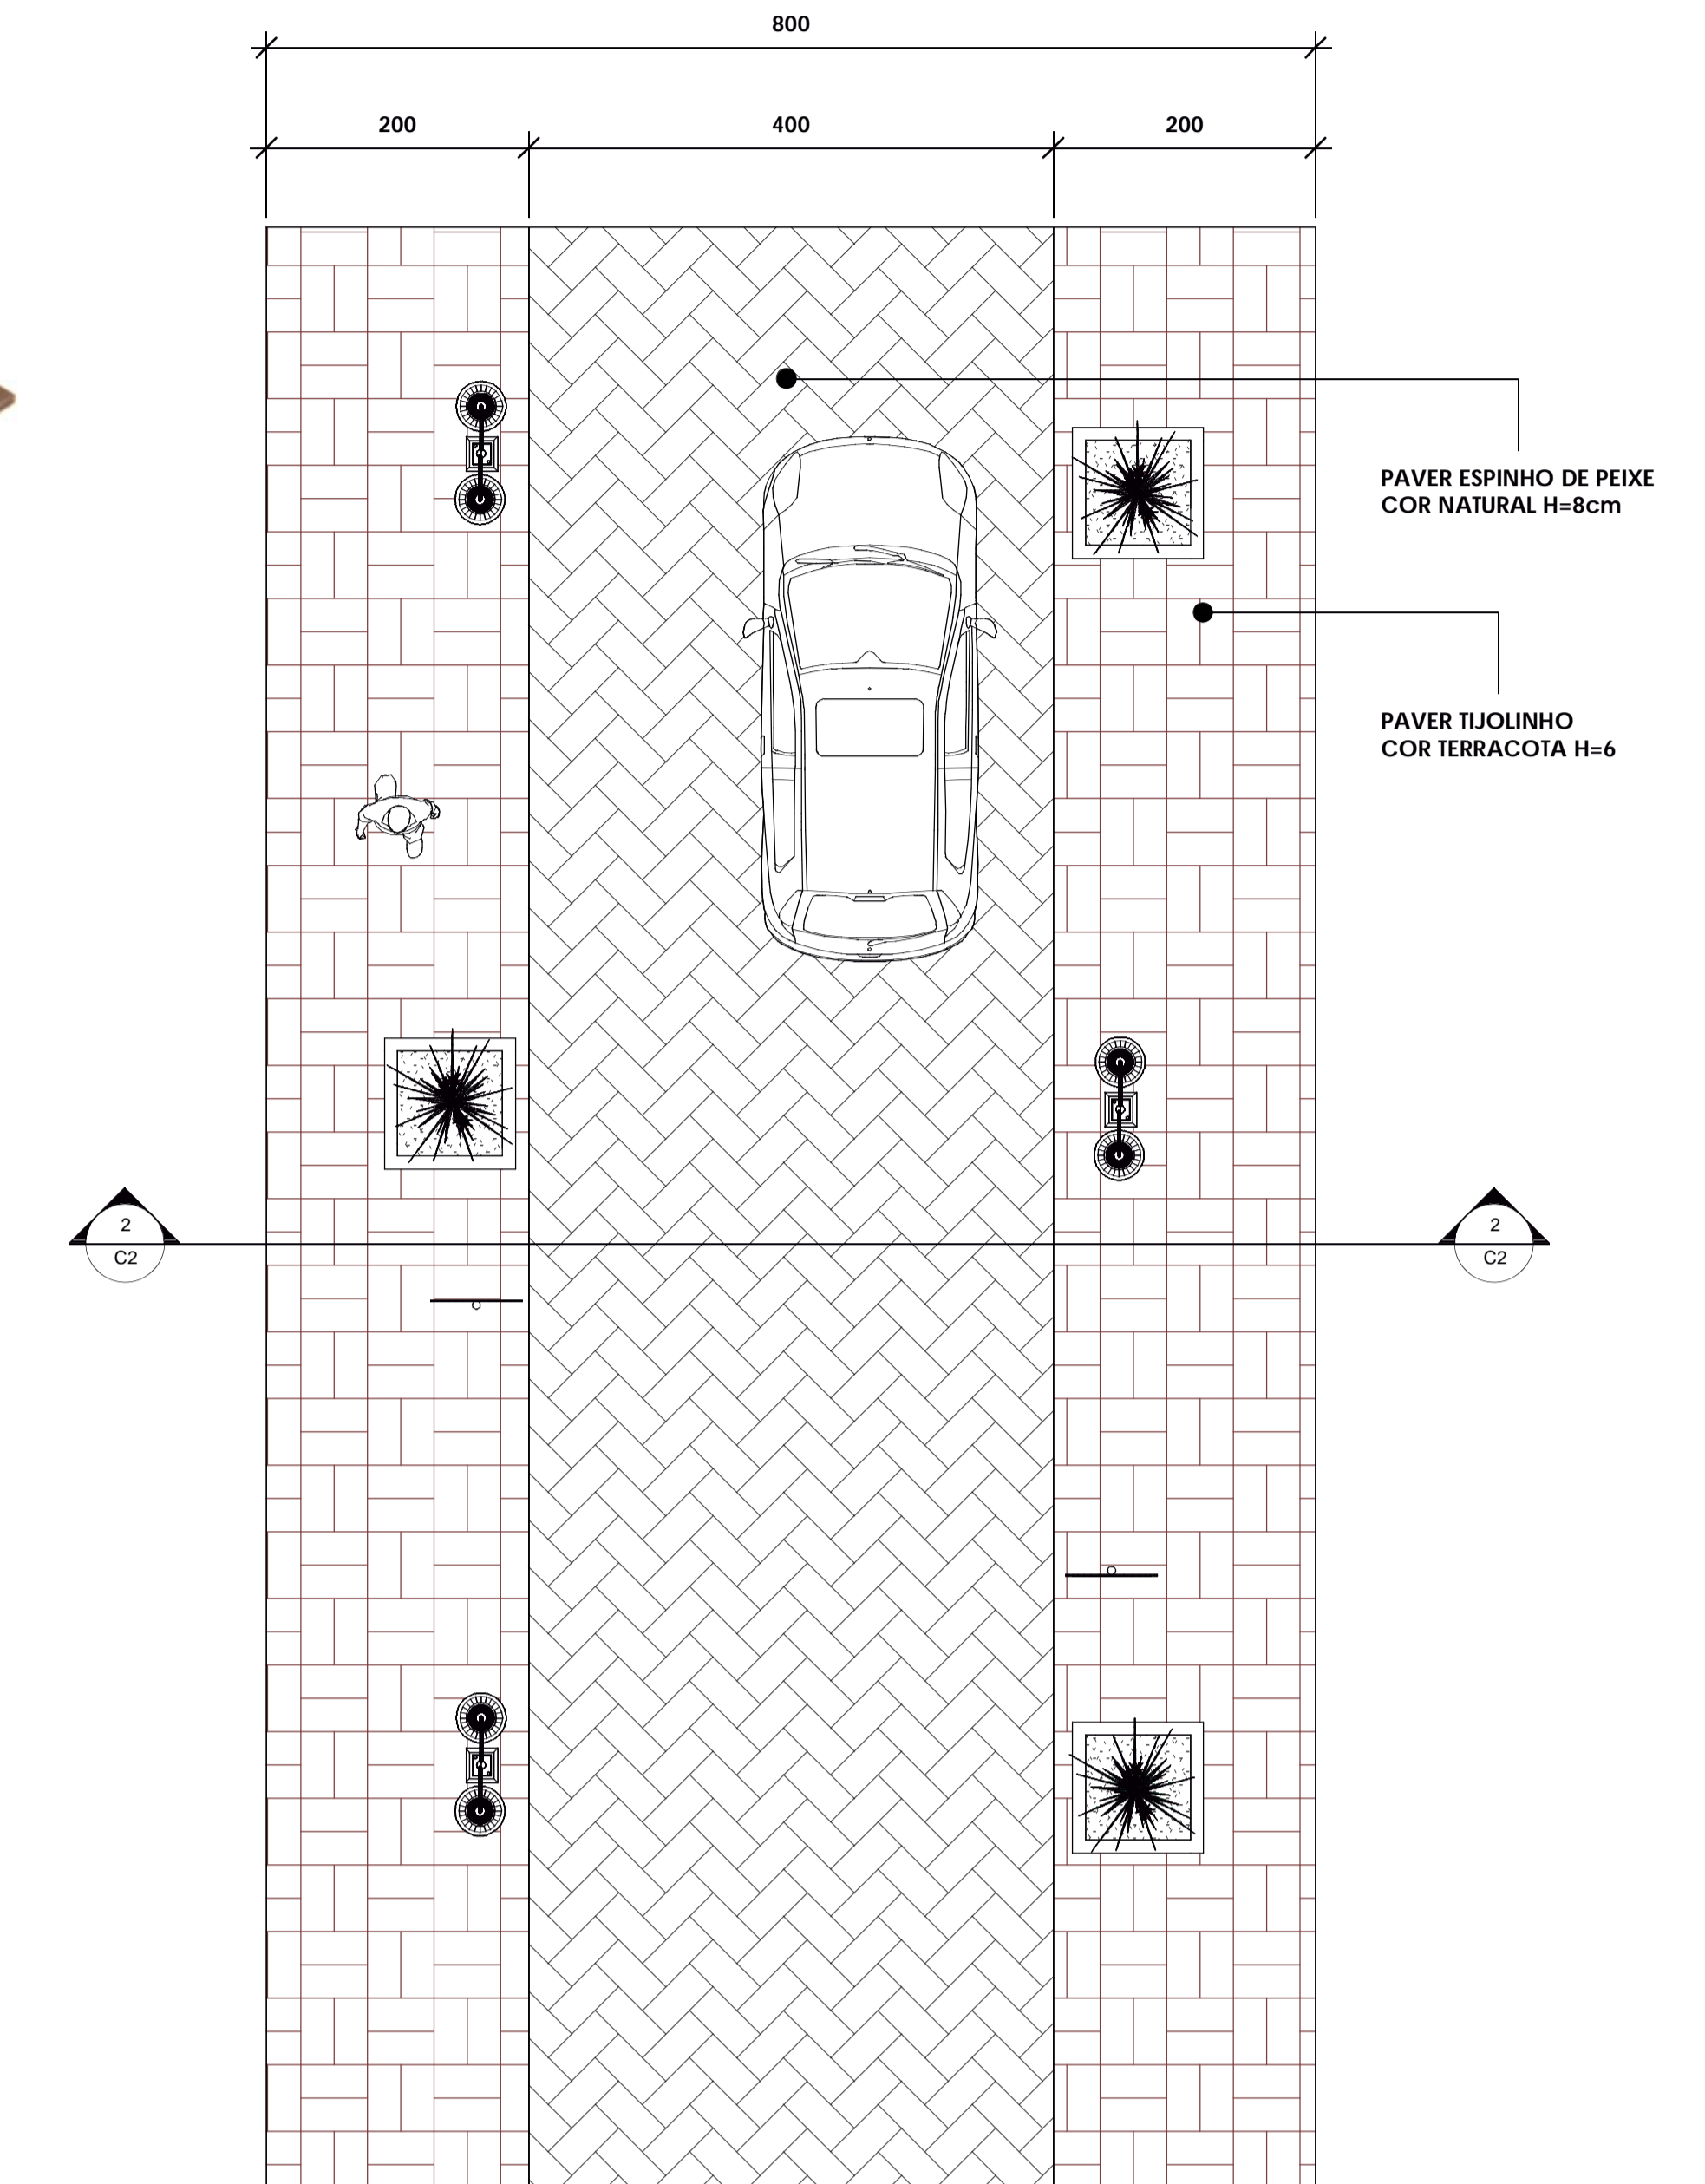 800
200
400
200
PAVER ESPINHO DE PEIXE
COR NATURAL H=8cm
PAVER TIJOLINHO
COR TERRACOTA H=6
2
C2
2
C2